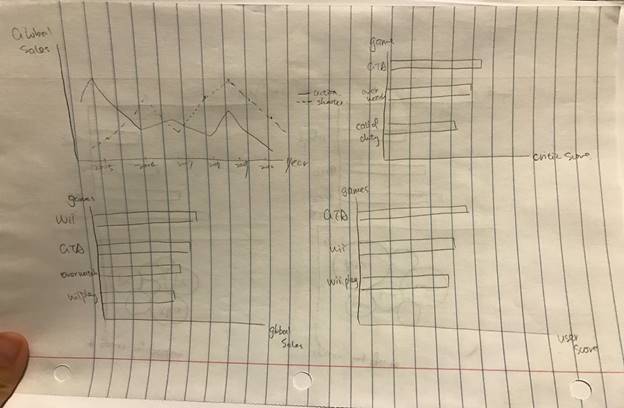 Global
Sales
action
shooter
2015
2016
2017
2018
2019
2020
Year
game
GTA
over
watch
call of
duty
critic score
games
Wii
GTA
overwatch
wii play
global
Sales
games
GTA
wii
wii play
user
score